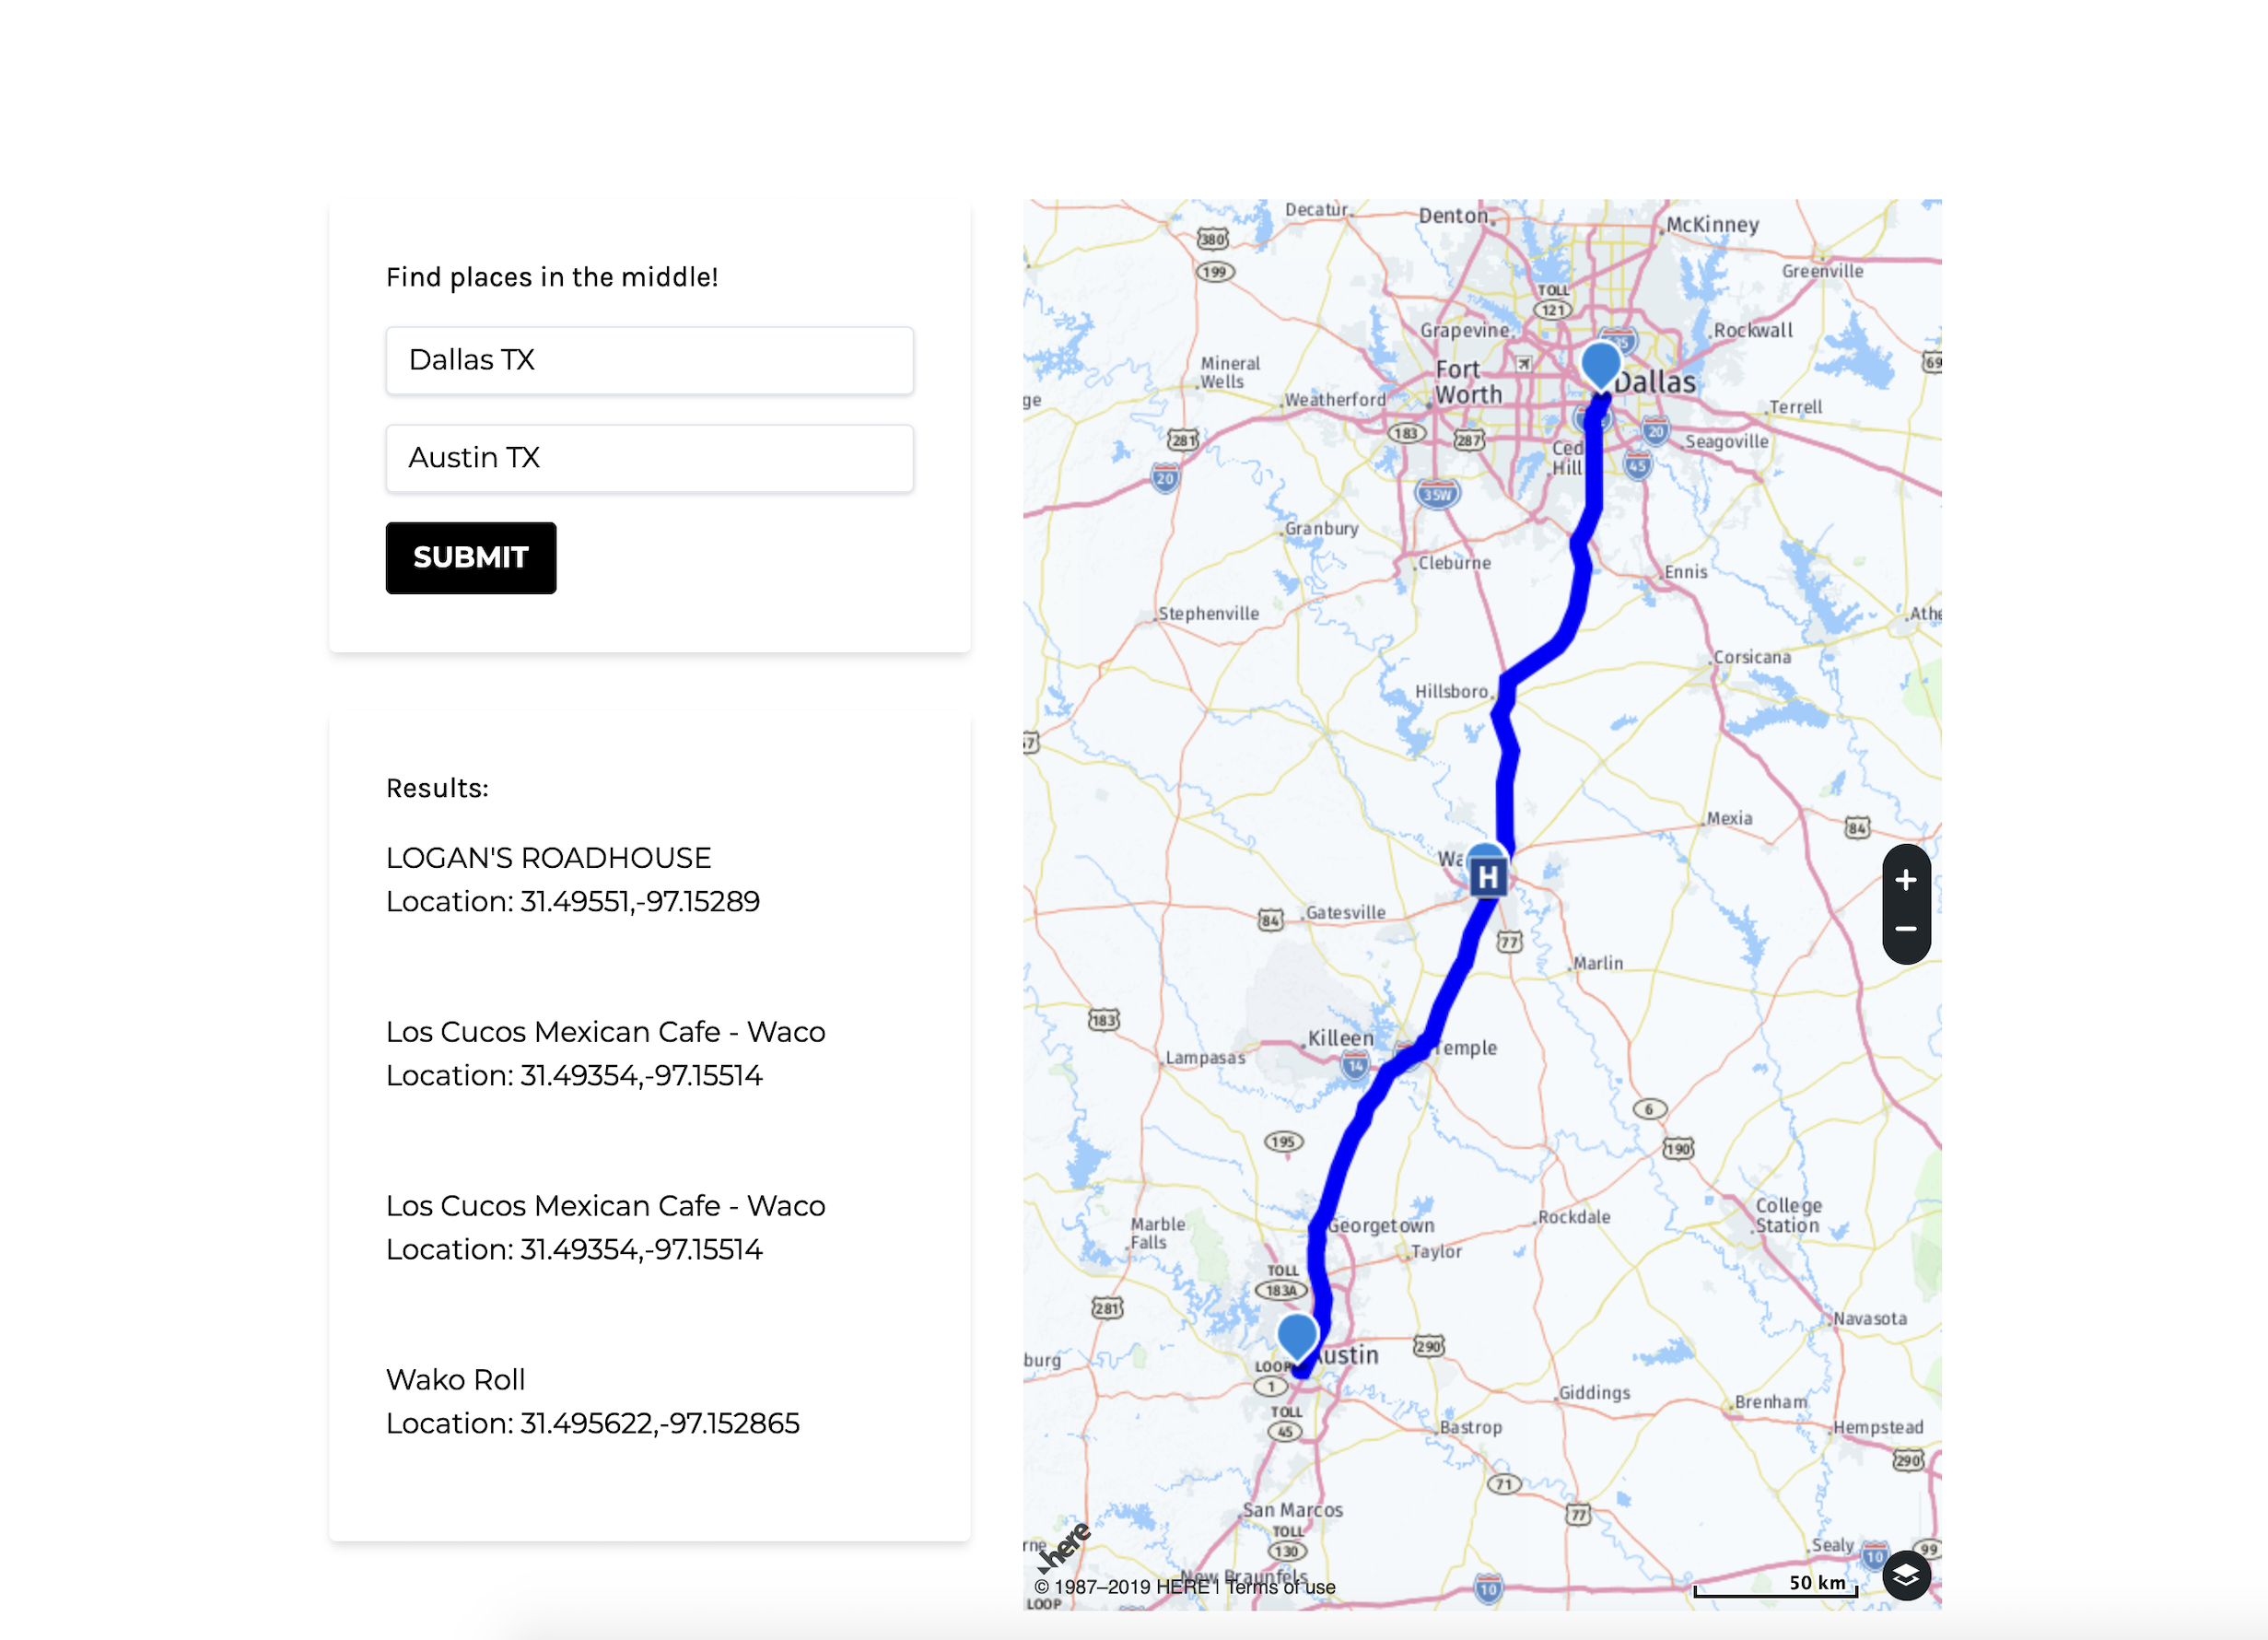 Find places in the middle!
Dallas TX
Austin TX
SUBMIT
Results:
LOGAN'S ROADHOUSE
Location: 31.49551,-97.15289
Los Cucos Mexican Cafe - Waco
Location: 31.49354,-97.15514
Los Cucos Mexican Cafe - Waco
Location: 31.49354,-97.15514
Wako Roll
Location: 31.495622,-97.152865
Decatur
Denton
McKinney
380
199
Greenville
TOLL
121
Grapevine
Rockwall
Mineral
Wells
Fort
Worth
Dallas
69
ge
Weatherford
Terrell
183
287
281
20
Seagoville
Ced
Hill
45
20
35W
Granbury
Cleburne
Ennis
Stephenville
Athe
Corsicana
Hillsboro
67
Mexia
84
Wa
H
+
−
84
Gatesville
77
Marlin
183
Killeen
Temple
Lampasas
14
6
195
190
College
Station
Marble
Falls
Georgetown
Rockdale
Taylor
TOLL
183A
281
Navasota
290
burg
Austin
LOOP
1
Giddings
Brenham
TOLL
45
Bastrop
Hempstead
290
71
San Marcos
77
TOLL
130
here
rne
Sealy
10
99
New Braunfels
© 1987–2019 HERE | Terms of use
10
50 km
LOOP